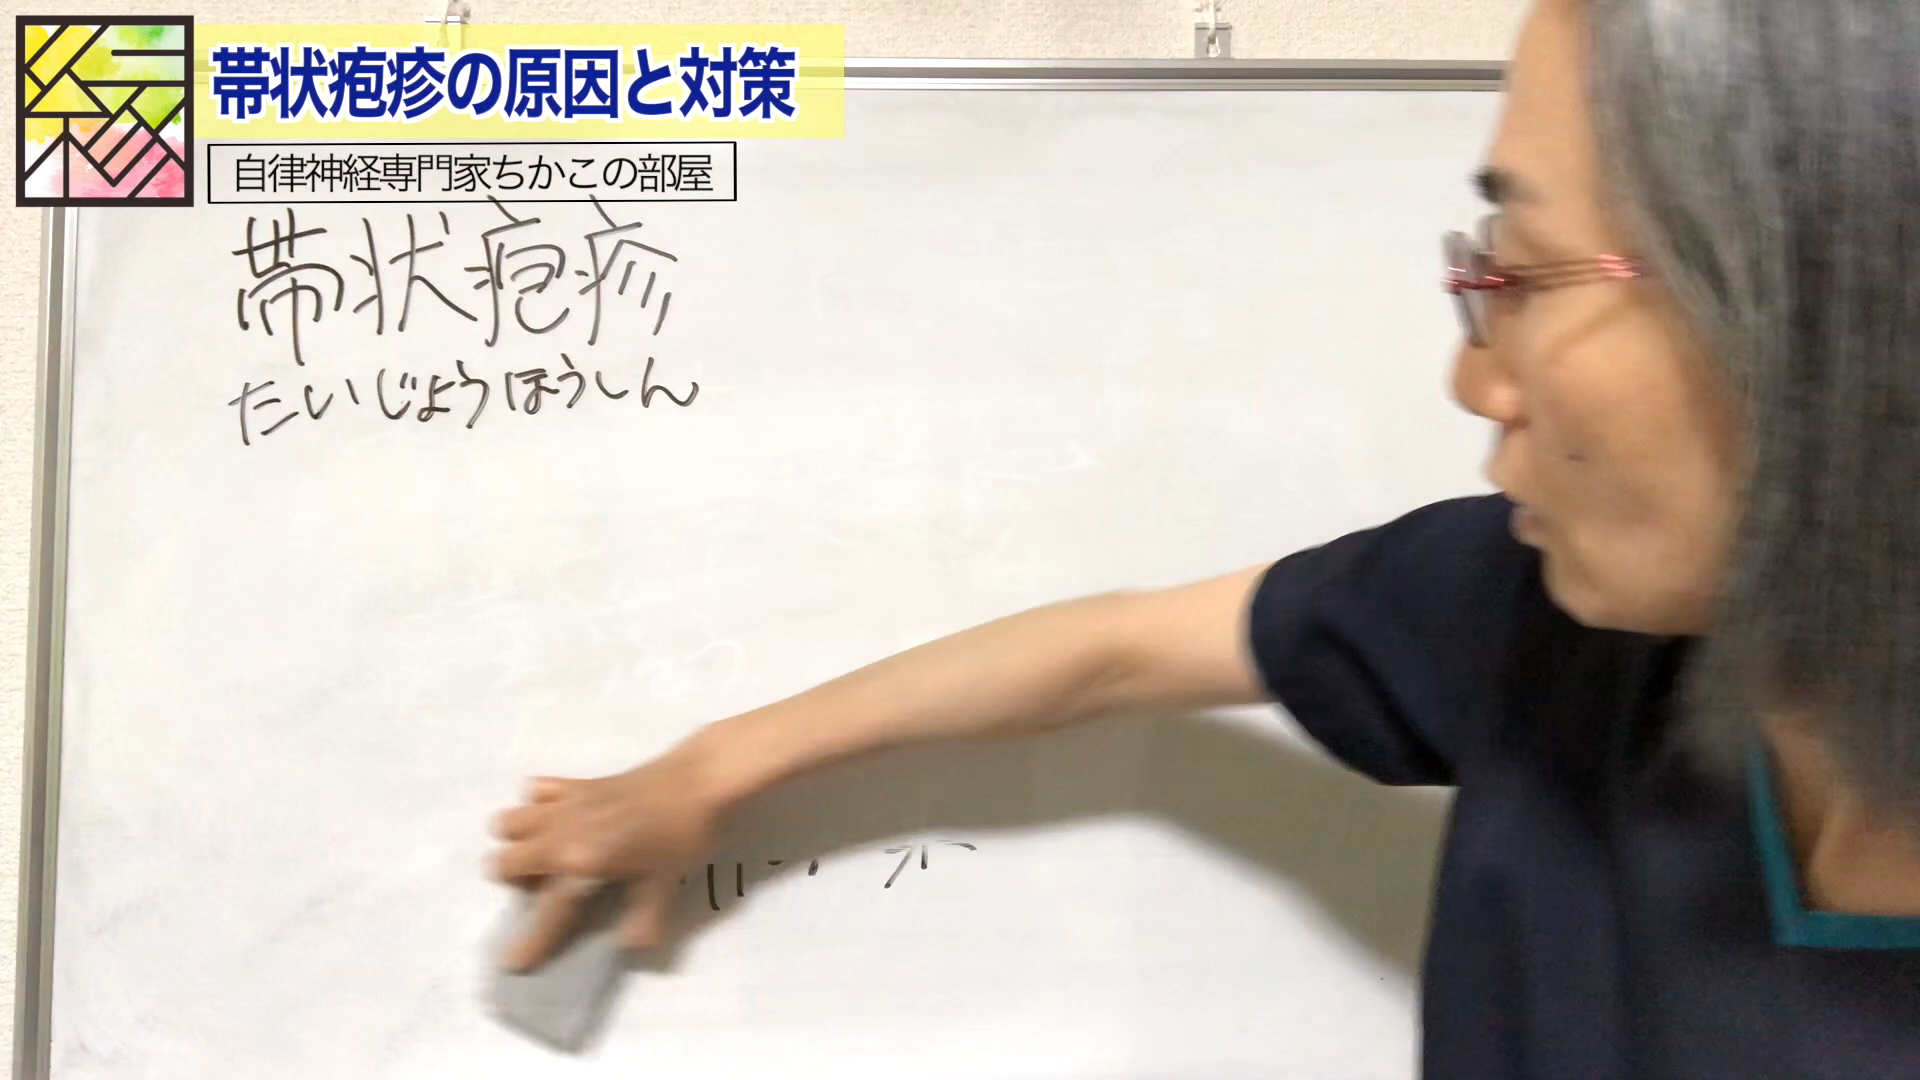 帯状疱疹の原因と対策
自律神経専門家ちかこの部屋
帯状疱疹
たいじょうほうしん